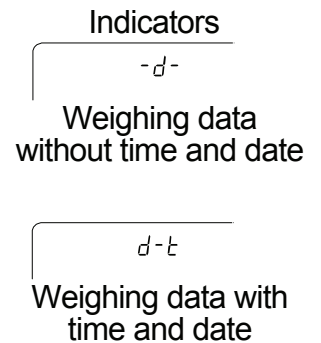 Indicators
-d-
Weighing data
without time and date
d-t
Weighing data with
time and date